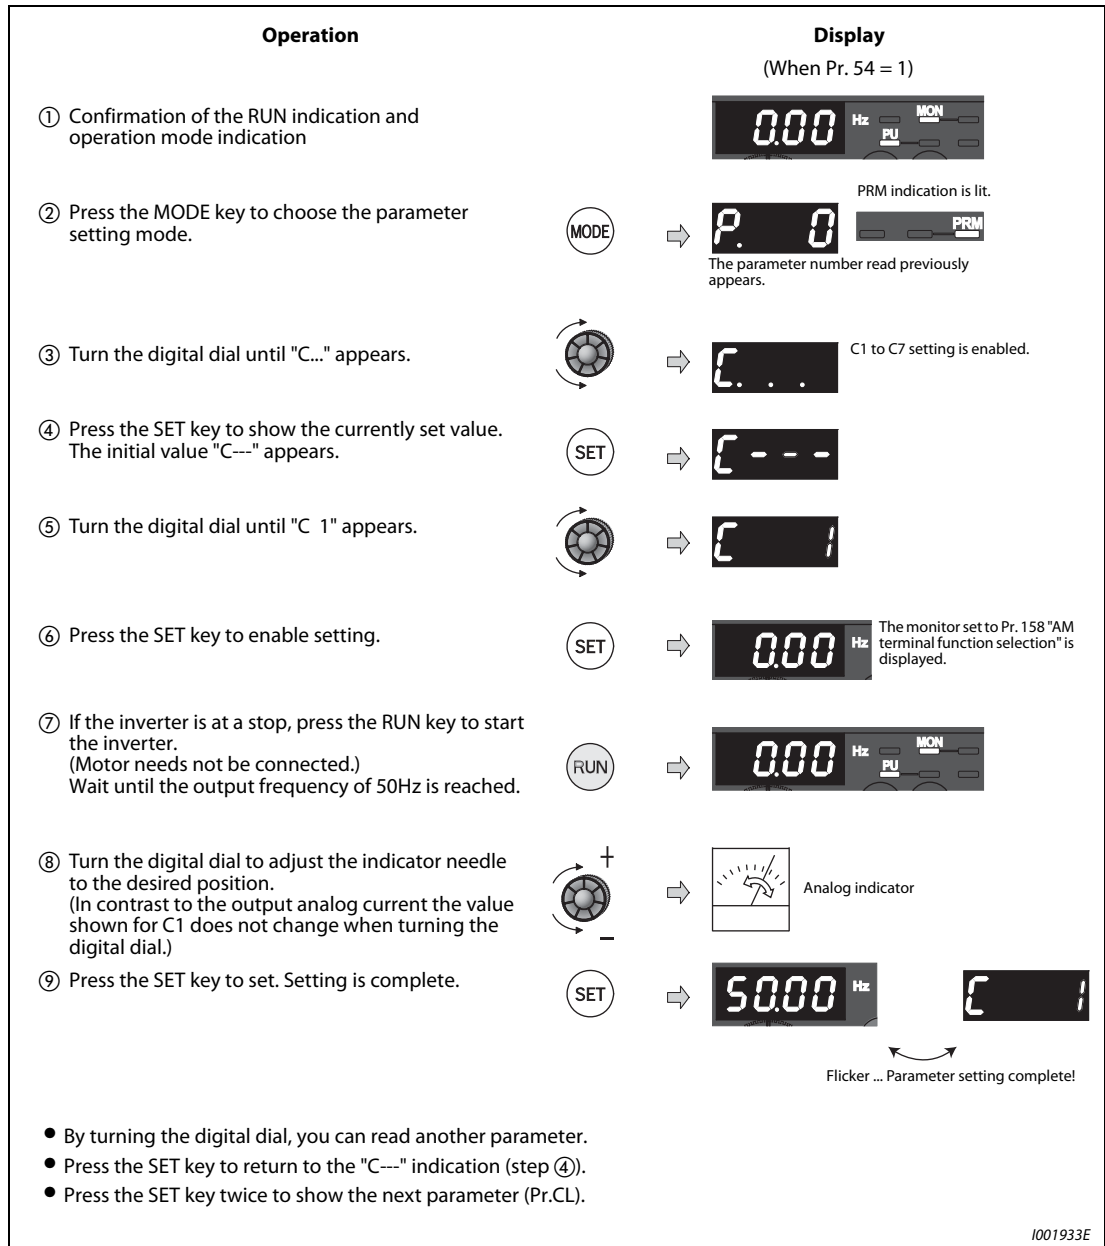 Operation
Display
(When Pr. 54 = 1)
① Confirmation of the RUN indication and
operation mode indication
0.00 Hz MON
PU
② Press the MODE key to choose the parameter
setting mode.
MODE
P. 0
PRM indication is lit.
PRM
The parameter number read previously
appears.
③ Turn the digital dial until "C..." appears.
C. . .
C1 to C7 setting is enabled.
④ Press the SET key to show the currently set value.
The initial value "C---" appears.
SET
C - - -
⑤ Turn the digital dial until "C  1" appears.
C 1
⑥ Press the SET key to enable setting.
SET
0.00 Hz
The monitor set to Pr. 158 "AM
terminal function selection" is
displayed.
⑦ If the inverter is at a stop, press the RUN key to start
the inverter.
(Motor needs not be connected.)
Wait until the output frequency of 50Hz is reached.
RUN
0.00 Hz MON
PU
⑧ Turn the digital dial to adjust the indicator needle
to the desired position.
(In contrast to the output analog current the value
shown for C1 does not change when turning the
digital dial.)
+
–
Analog indicator
⑨ Press the SET key to set. Setting is complete.
SET
50.00 Hz
C 1
Flicker ... Parameter setting complete!
• By turning the digital dial, you can read another parameter.
• Press the SET key to return to the "C---" indication (step ④).
• Press the SET key twice to show the next parameter (Pr.CL).
I001933E